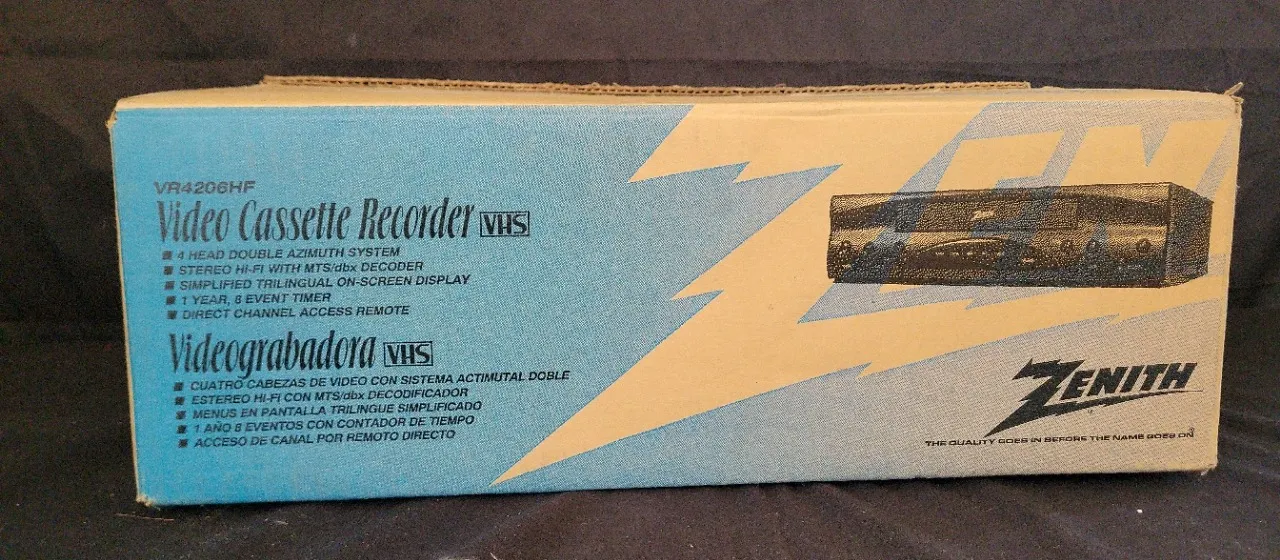 VR4206HF
Video Cassette Recorder VHS
■ 4 HEAD DOUBLE AZIMUTH SYSTEM
■ STEREO HI-FI WITH MTS/dbx DECODER
■ SIMPLIFIED TRILINGUAL ON-SCREEN DISPLAY
■ 1 YEAR, 8 EVENT TIMER
■ DIRECT CHANNEL ACCESS REMOTE
Videograbadora VHS
■ CUATRO CABEZAS DE VIDEO CON SISTEMA ACTIMUTAL DOBLE
■ ESTEREO HI-FI CON MTS/dbx DECODIFICADOR
■ MENUS EN PANTALLA TRILINGUE SIMPLIFICADO
■ 1 AÑO 8 EVENTOS CON CONTADOR DE TIEMPO
■ ACCESO DE CANAL POR REMOTO DIRECTO
ZEN
Zenith
ZENITH
THE QUALITY GOES IN BEFORE THE NAME GOES ON